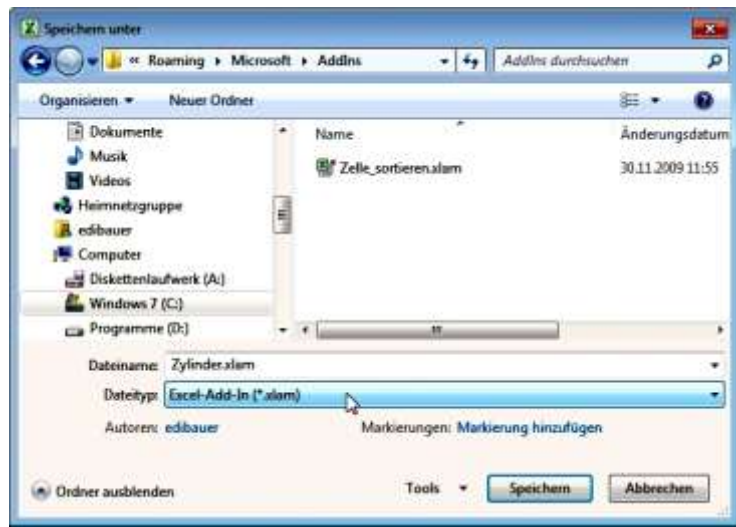 Speichern unter
« Roaming Microsoft AddIns AddIns durchsuchen
Organisieren Neuer Ordner
Dokumente
Musik
Videos
Heimnetzgruppe
edibauer
Computer
Diskettenlaufwerk (A:)
Windows 7 (C:)
Programme (D:)
Name Änderungsdatum
Zelle_sortieren.xlam 30.11.2009 11:55
Dateiname: Zylinder.xlam
Dateityp: Excel-Add-In (*.xlam)
Autoren: edibauer Markierungen: Markierung hinzufügen
Ordner ausblenden Tools Speichern Abbrechen